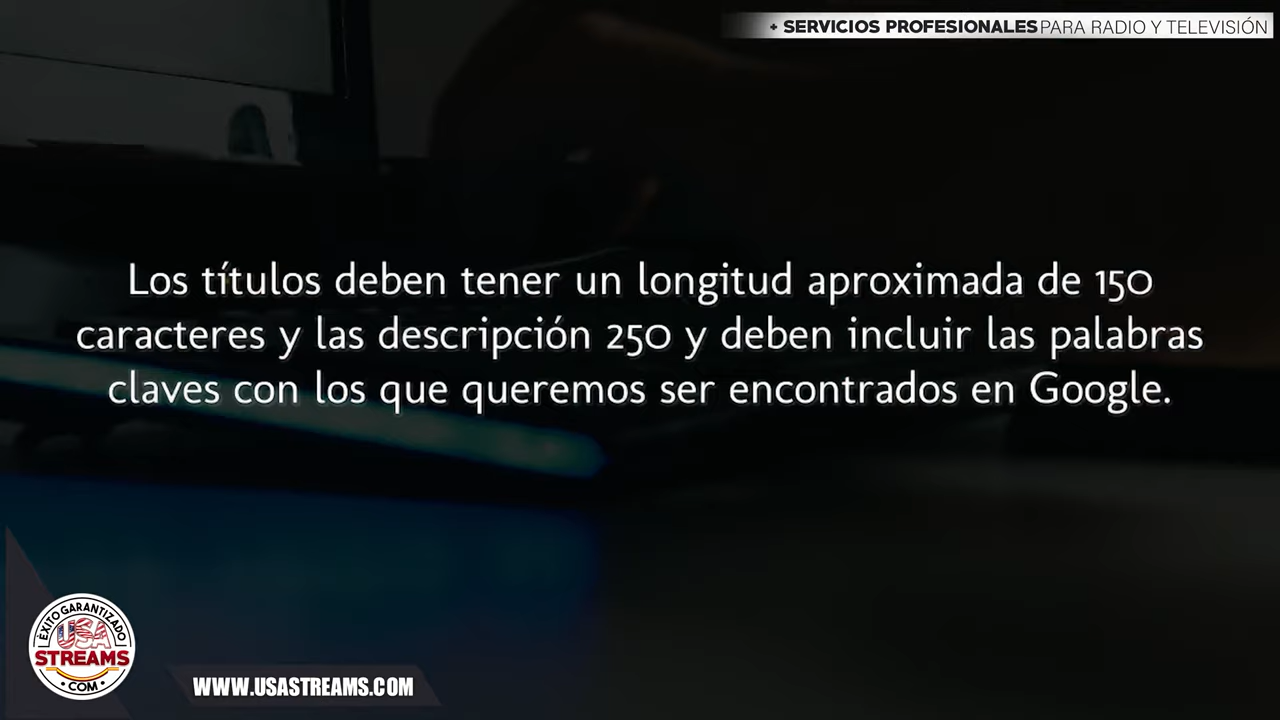 + SERVICIOS PROFESIONALES PARA RADIO Y TELEVISIÓN
Los títulos deben tener un longitud aproximada de 150
caracteres y las descripción 250 y deben incluir las palabras
claves con los que queremos ser encontrados en Google.
ÉXITO GARANTIZADO
USA
STREAMS
• COM •
WWW.USASTREAMS.COM